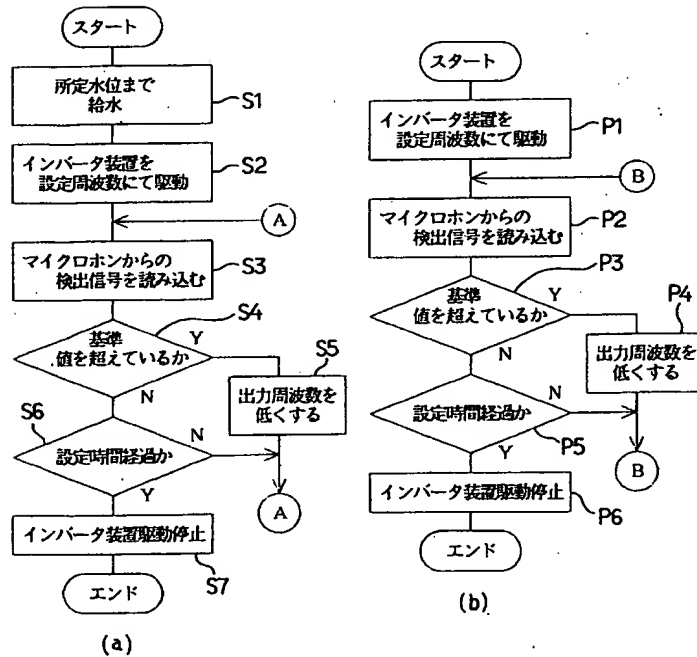 スタート
所定水位まで
給水
S1
インバータ装置を
設定周波数にて駆動
S2
A
マイクロホンからの
検出信号を読み込む
S3
S4
基準
値を超えているか
Y
N
S5
出力周波数を
低くする
S6
設定時間経過か
N
Y
A
インバータ装置駆動停止
S7
エンド
(a)
スタート
インバータ装置を
設定周波数にて駆動
P1
B
マイクロホンからの
検出信号を読み込む
P2
P3
基準
値を超えているか
Y
N
P4
出力周波数を
低くする
設定時間経過か
N
P5
Y
B
インバータ装置駆動停止
P6
エンド
(b)